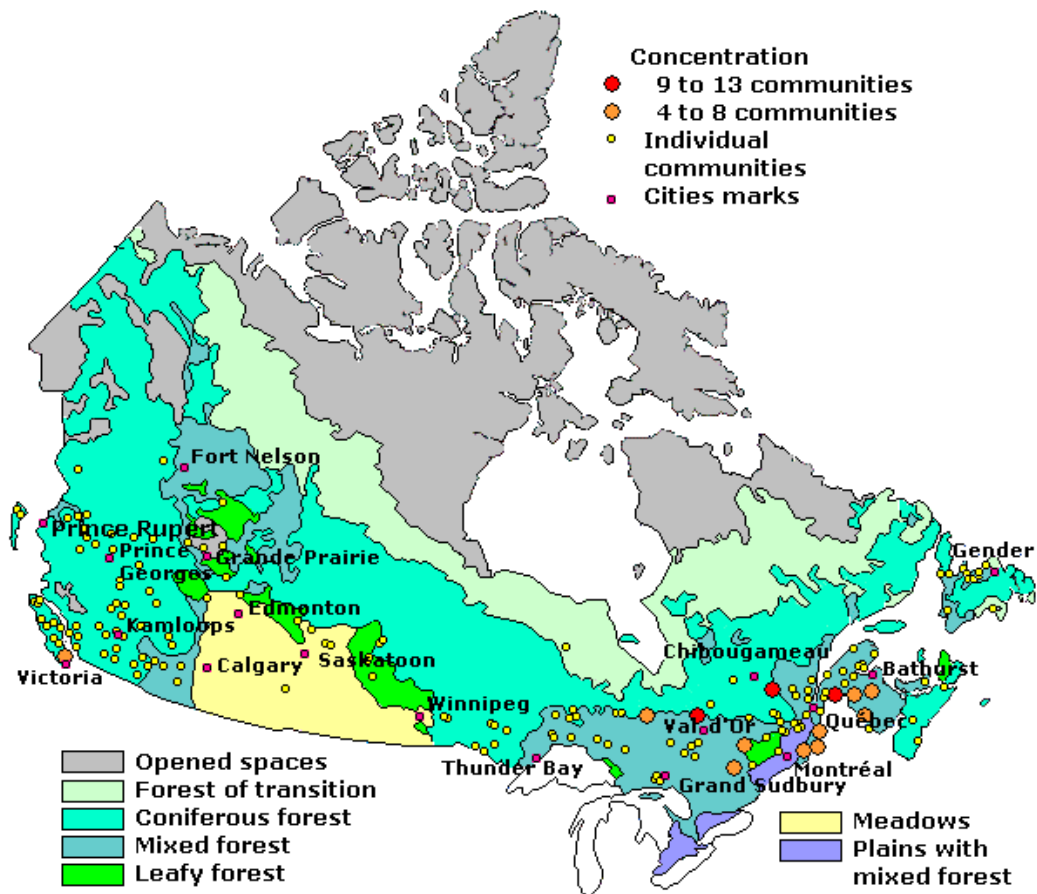 Concentration
9 to 13 communities
4 to 8 communities
Individual
communities
Cities marks
Fort Nelson
Prince Rupert
Prince
Georges
Grande Prairie
Gender
Edmonton
Kamloops
Chibougameau
Saskatoon
Calgary
Bathurst
Victoria
Winnipeg
Val d'Or
Québec
Thunder Bay
Montréal
Grand Sudbury
Opened spaces
Forest of transition
Coniferous forest
Mixed forest
Leafy forest
Meadows
Plains with
mixed forest